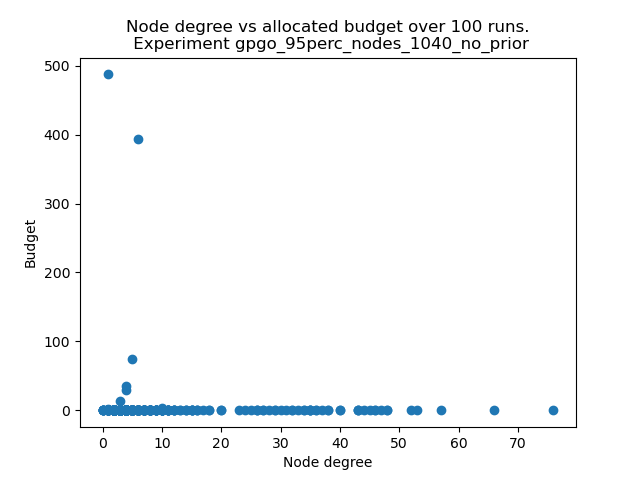 Node degree vs allocated budget over 100 runs.
Experiment gpgo_95perc_nodes_1040_no_prior
500
400
300
200
100
0
Budget
0 10 20 30 40 50 60 70
Node degree